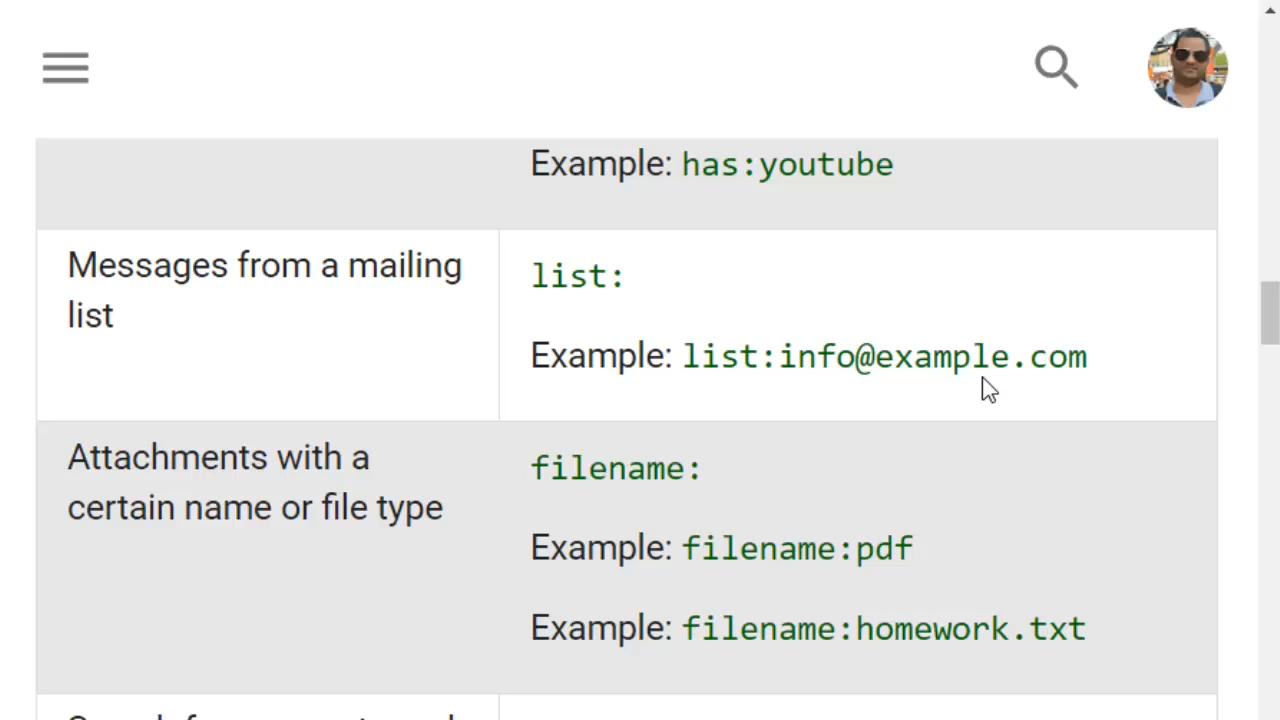 Example: has:youtube
Messages from a mailing
list
list:
Example: list:info@example.com
Attachments with a
certain name or file type
filename:
Example: filename:pdf
Example: filename:homework.txt